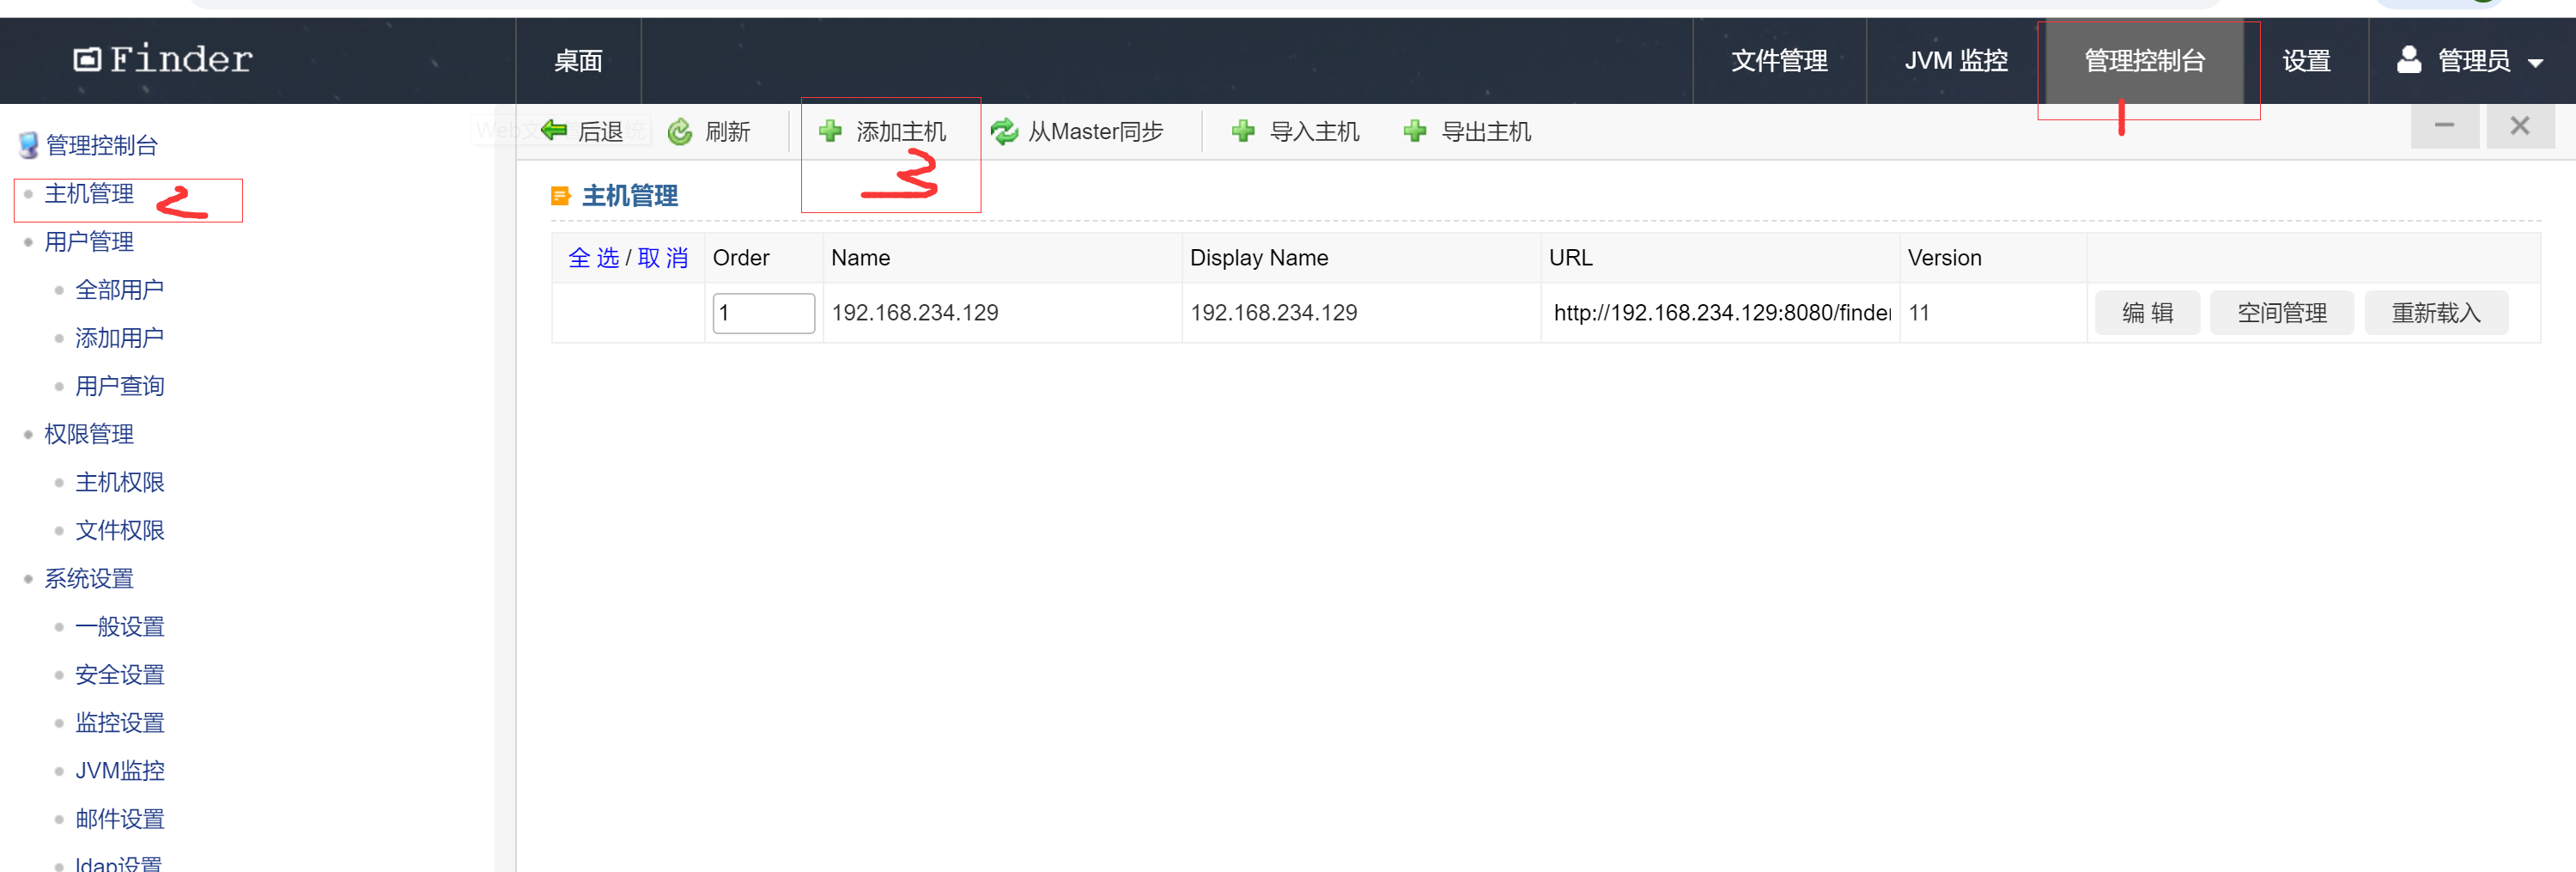 Finder
桌面
文件管理
JVM 监控
管理控制台
设置
管理员
1
后退
刷新
添加主机
从Master同步
导入主机
导出主机
3
管理控制台
主机管理
2
用户管理
全部用户
添加用户
用户查询
权限管理
主机权限
文件权限
系统设置
一般设置
安全设置
监控设置
JVM监控
邮件设置
ldap设置
主机管理
全 选 / 取 消 Order Name Display Name URL Version
1 192.168.234.129 192.168.234.129 http://192.168.234.129:8080/finder 11 编 辑 空间管理 重新载入